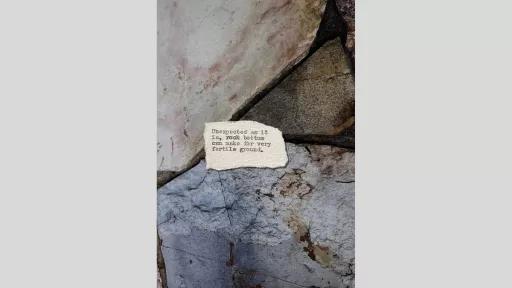 Unexpected as it
is, rock bottom
can make for very
fertile ground.